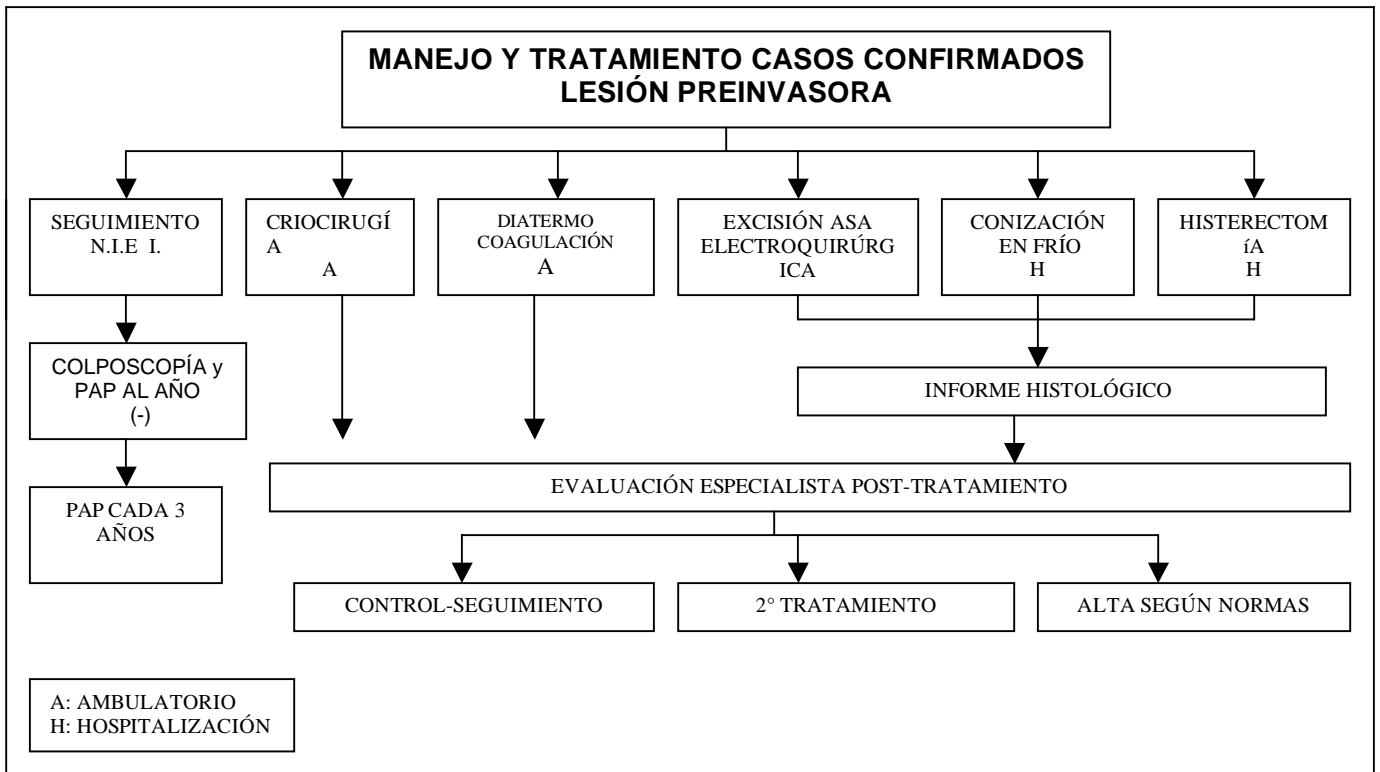 MANEJO Y TRATAMIENTO CASOS CONFIRMADOS
LESIÓN PREINVASORA
SEGUIMIENTO
N.I.E I.
CRIOCIRUGÍ
A
A
DIATERMO
COAGULACIÓN
A
EXCISIÓN ASA
ELECTROQUIRÚRG
ICA
CONIZACIÓN
EN FRÍO
H
HISTERECTOM
íA
H
COLPOSCOPÍA y
PAP AL AÑO
(-)
INFORME HISTOLÓGICO
EVALUACIÓN ESPECIALISTA POST-TRATAMIENTO
PAP CADA 3
AÑOS
CONTROL-SEGUIMIENTO
2° TRATAMIENTO
ALTA SEGÚN NORMAS
A: AMBULATORIO
H: HOSPITALIZACIÓN